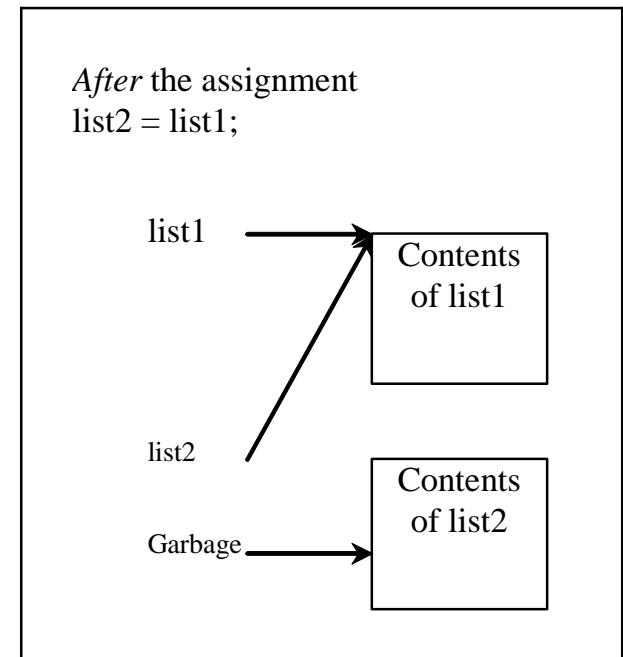 After the assignment
list2 = list1;
list1
Contents
of list1
list2
Contents
of list2
Garbage